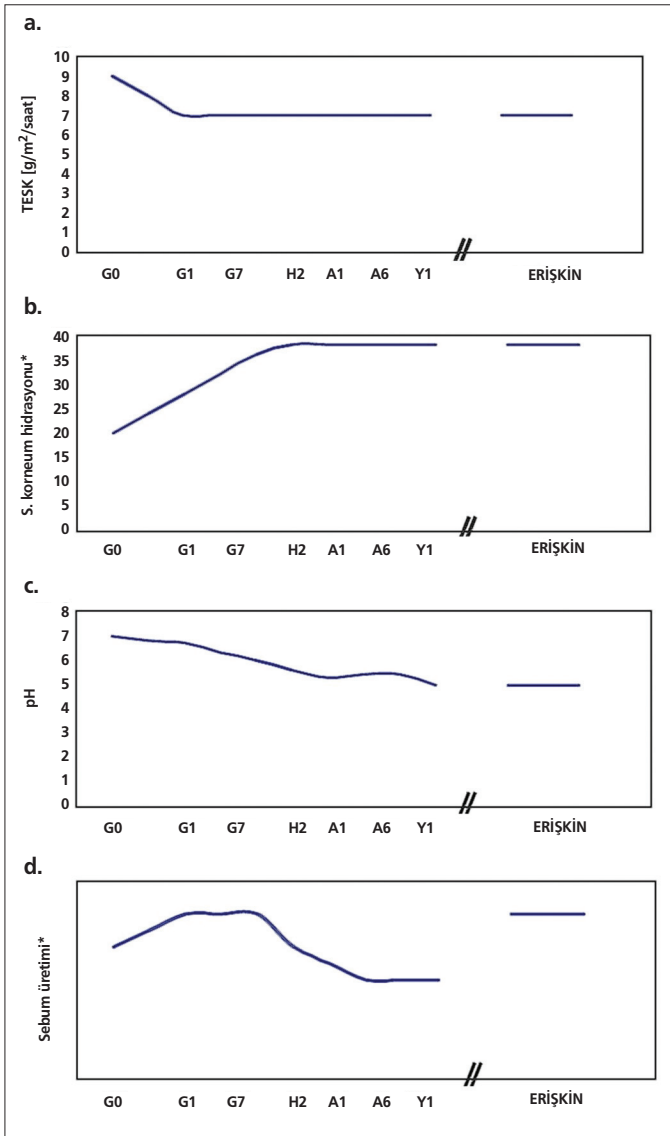 a.
TESK [g/m²/saat]
10
9
8
7
6
5
4
3
2
1
0
G0 G1 G7 H2 A1 A6 Y1 ERİŞKİN
b.
S. korneum hidrasyonu*
40
35
30
25
20
15
10
5
0
G0 G1 G7 H2 A1 A6 Y1 ERİŞKİN
c.
pH
8
7
6
5
4
3
2
1
0
G0 G1 G7 H2 A1 A6 Y1 ERİŞKİN
d.
Sebum üretimi*
G0 G1 G7 H2 A1 A6 Y1 ERİŞKİN